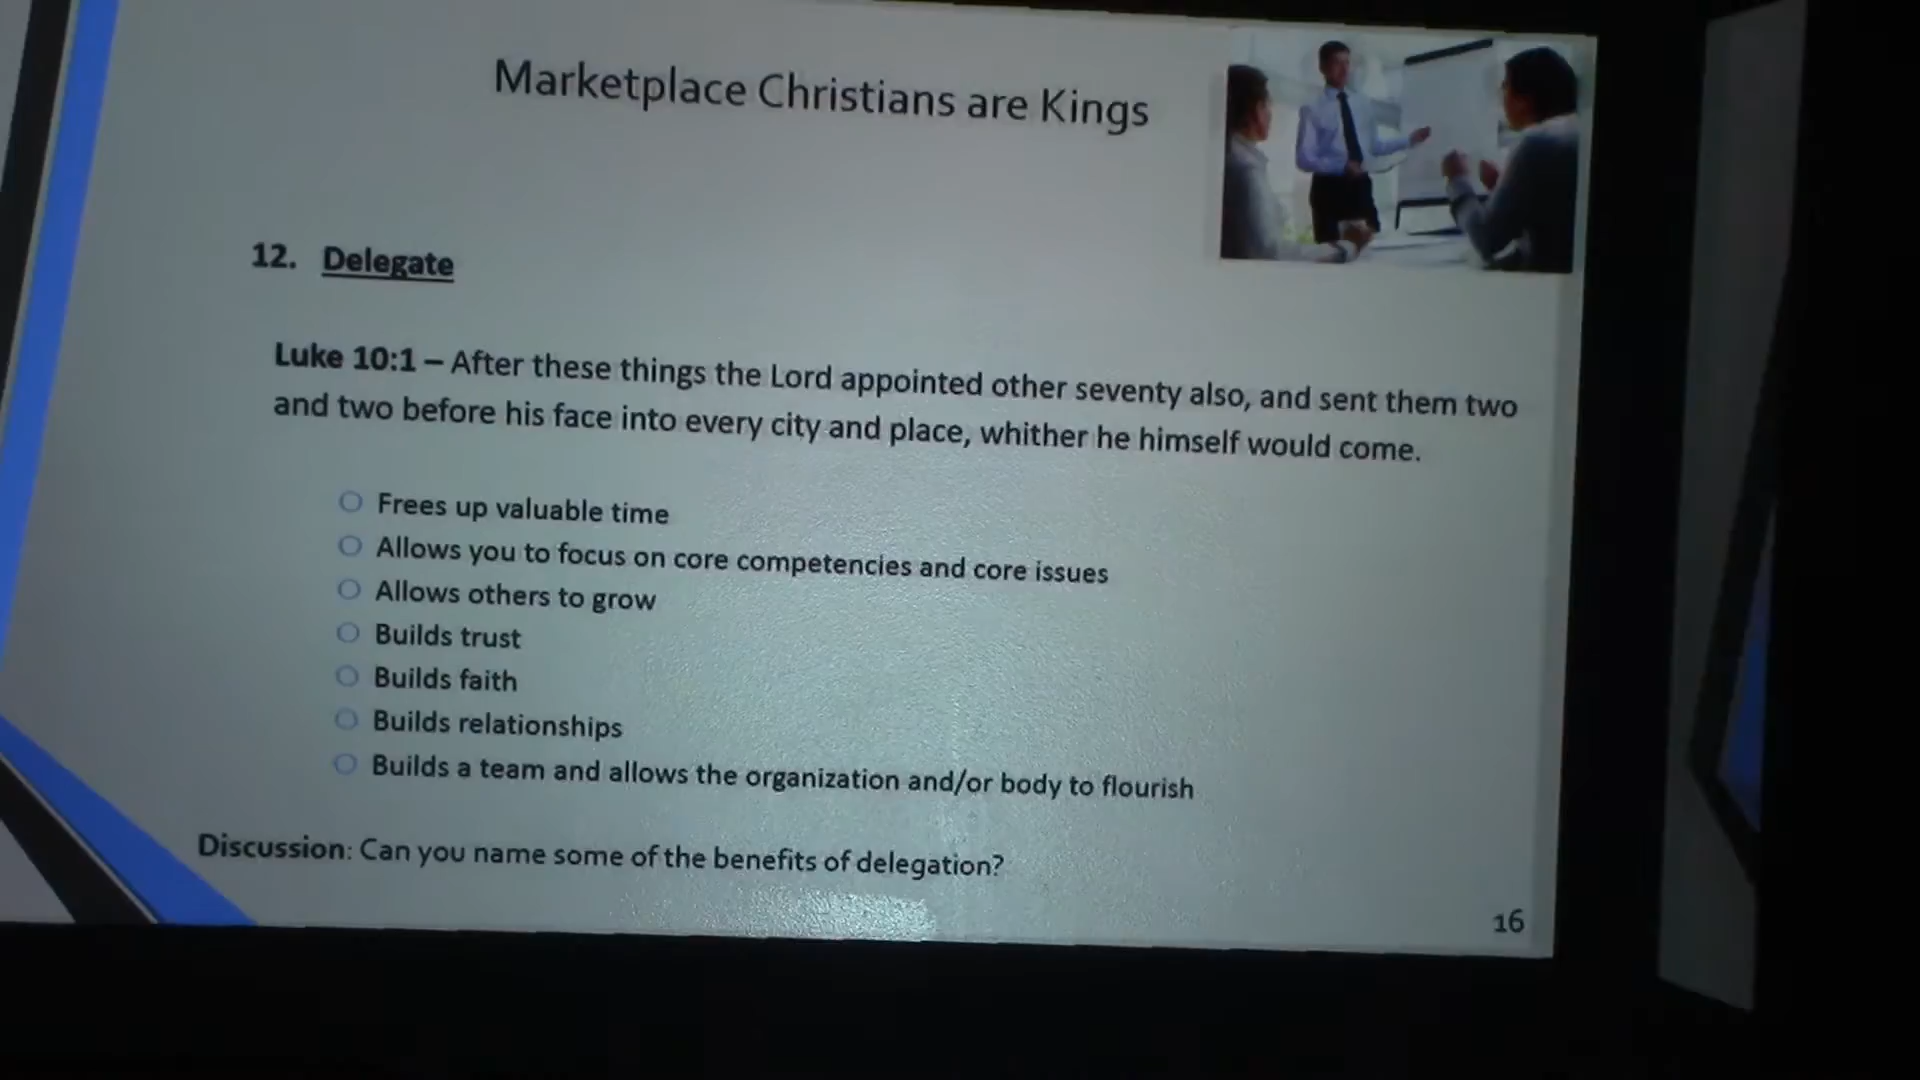 Marketplace Christians are Kings
12. Delegate
Luke 10:1 – After these things the Lord appointed other seventy also, and sent them two
and two before his face into every city and place, whither he himself would come.
Frees up valuable time
Allows you to focus on core competencies and core issues
Allows others to grow
Builds trust
Builds faith
Builds relationships
Builds a team and allows the organization and/or body to flourish
Discussion: Can you name some of the benefits of delegation?
16